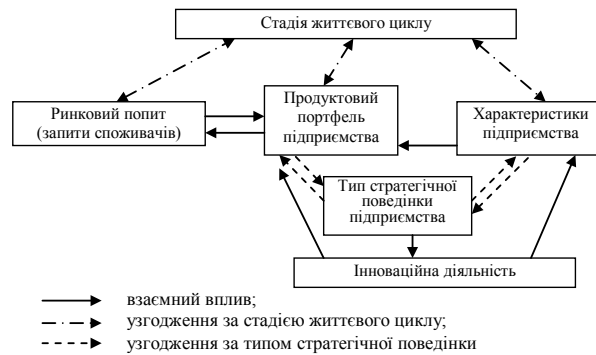 Стадія життєвого циклу
Ринковий попит
(запити споживачів)
Продуктовий
портфель
підприємства
Характеристики
підприємства
Тип стратегічної
поведінки
підприємства
Інноваційна діяльність
взаємний вплив;
узгодження за стадією життєвого циклу;
узгодження за типом стратегічної поведінки